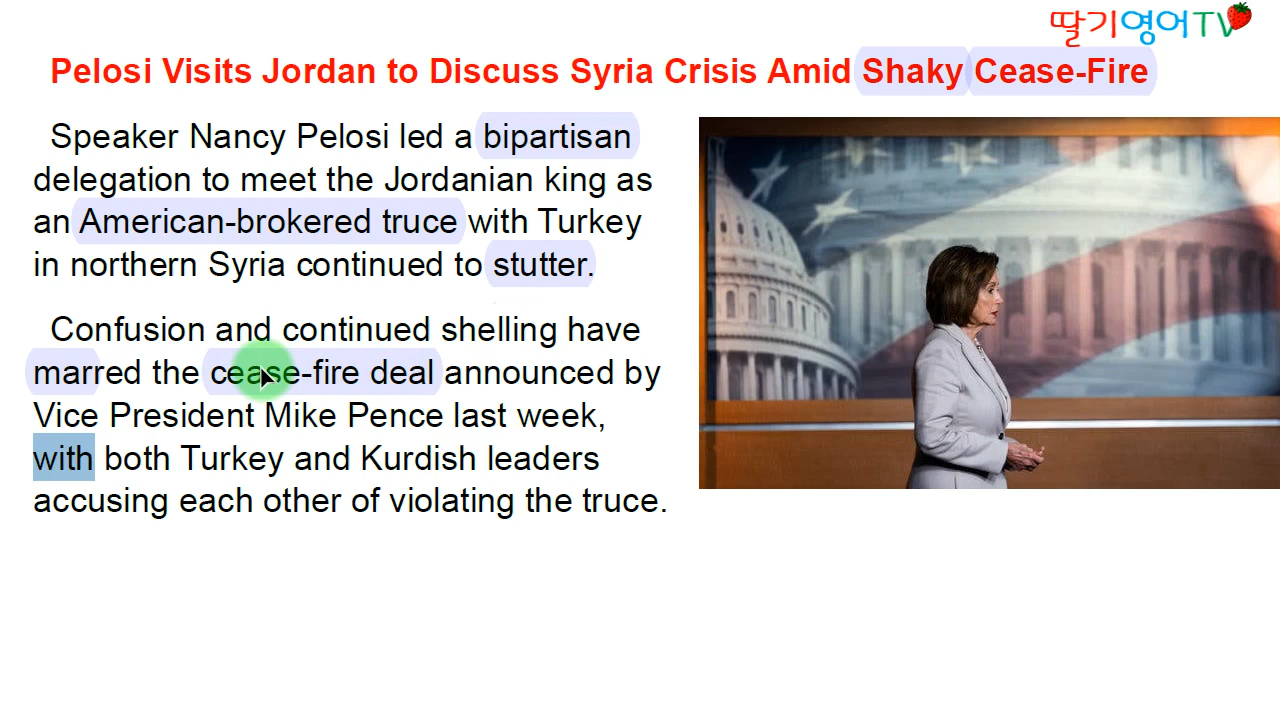 딸기영어TV
Pelosi Visits Jordan to Discuss Syria Crisis Amid Shaky Cease-Fire
Speaker Nancy Pelosi led a bipartisan
delegation to meet the Jordanian king as
an American-brokered truce with Turkey
in northern Syria continued to stutter.
Confusion and continued shelling have
marred the cease-fire deal announced by
Vice President Mike Pence last week,
with both Turkey and Kurdish leaders
accusing each other of violating the truce.